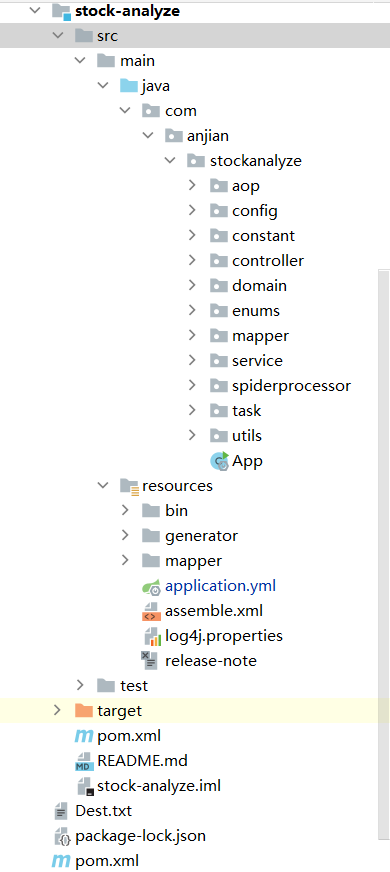 stock-analyze
src
main
java
com
anjian
stockanalyze
aop
config
constant
controller
domain
enums
mapper
service
spiderprocessor
task
utils
App
resources
bin
generator
mapper
application.yml
assemble.xml
log4j.properties
release-note
test
target
pom.xml
README.md
stock-analyze.iml
Dest.txt
package-lock.json
pom.xml